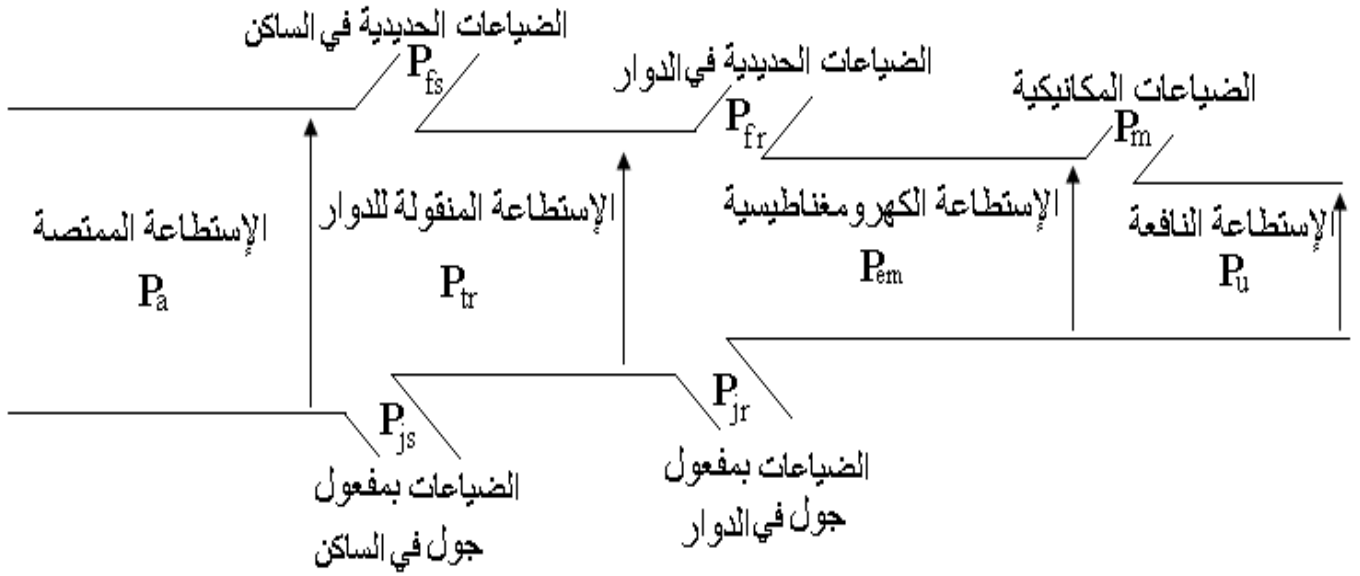 الضياعات الحديدية في الساكن
P_fs
الضياعات الحديدية في الدوار
P_fr
الضياعات المكانيكية
P_m
الإستطاعة الممتصة
P_a
الإستطاعة المنقولة للدوار
P_tr
الإستطاعة الكهرومغناطيسية
P_em
الإستطاعة النافعة
P_u
P_js
الضياعات بمفعول
جول في الساكن
P_jr
الضياعات بمفعول
جول في الدوار